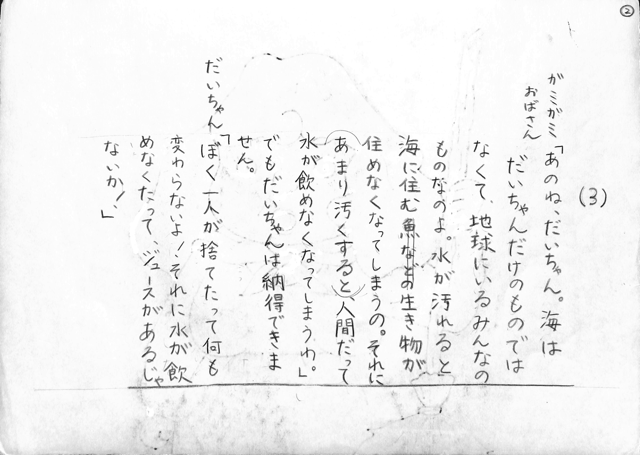 ②
(3)
ガミガミ
おばさん
「あのね、だいちゃん。海は
だいちゃんだけのものでは
なくて、地球にいるみんなの
ものなのよ。水が汚れると
海に住む魚などの生き物が
住めなくなってしまうの。それに
あまり汚くすると、人間だって
水が飲めなくなってしまうわ。」
でもだいちゃんは納得できま
せん。
だいちゃん「ぼく一人が捨てたって何も
変わらないよ!それに水が飲
めなくたって、ジュースがあるじゃ
ないか!」